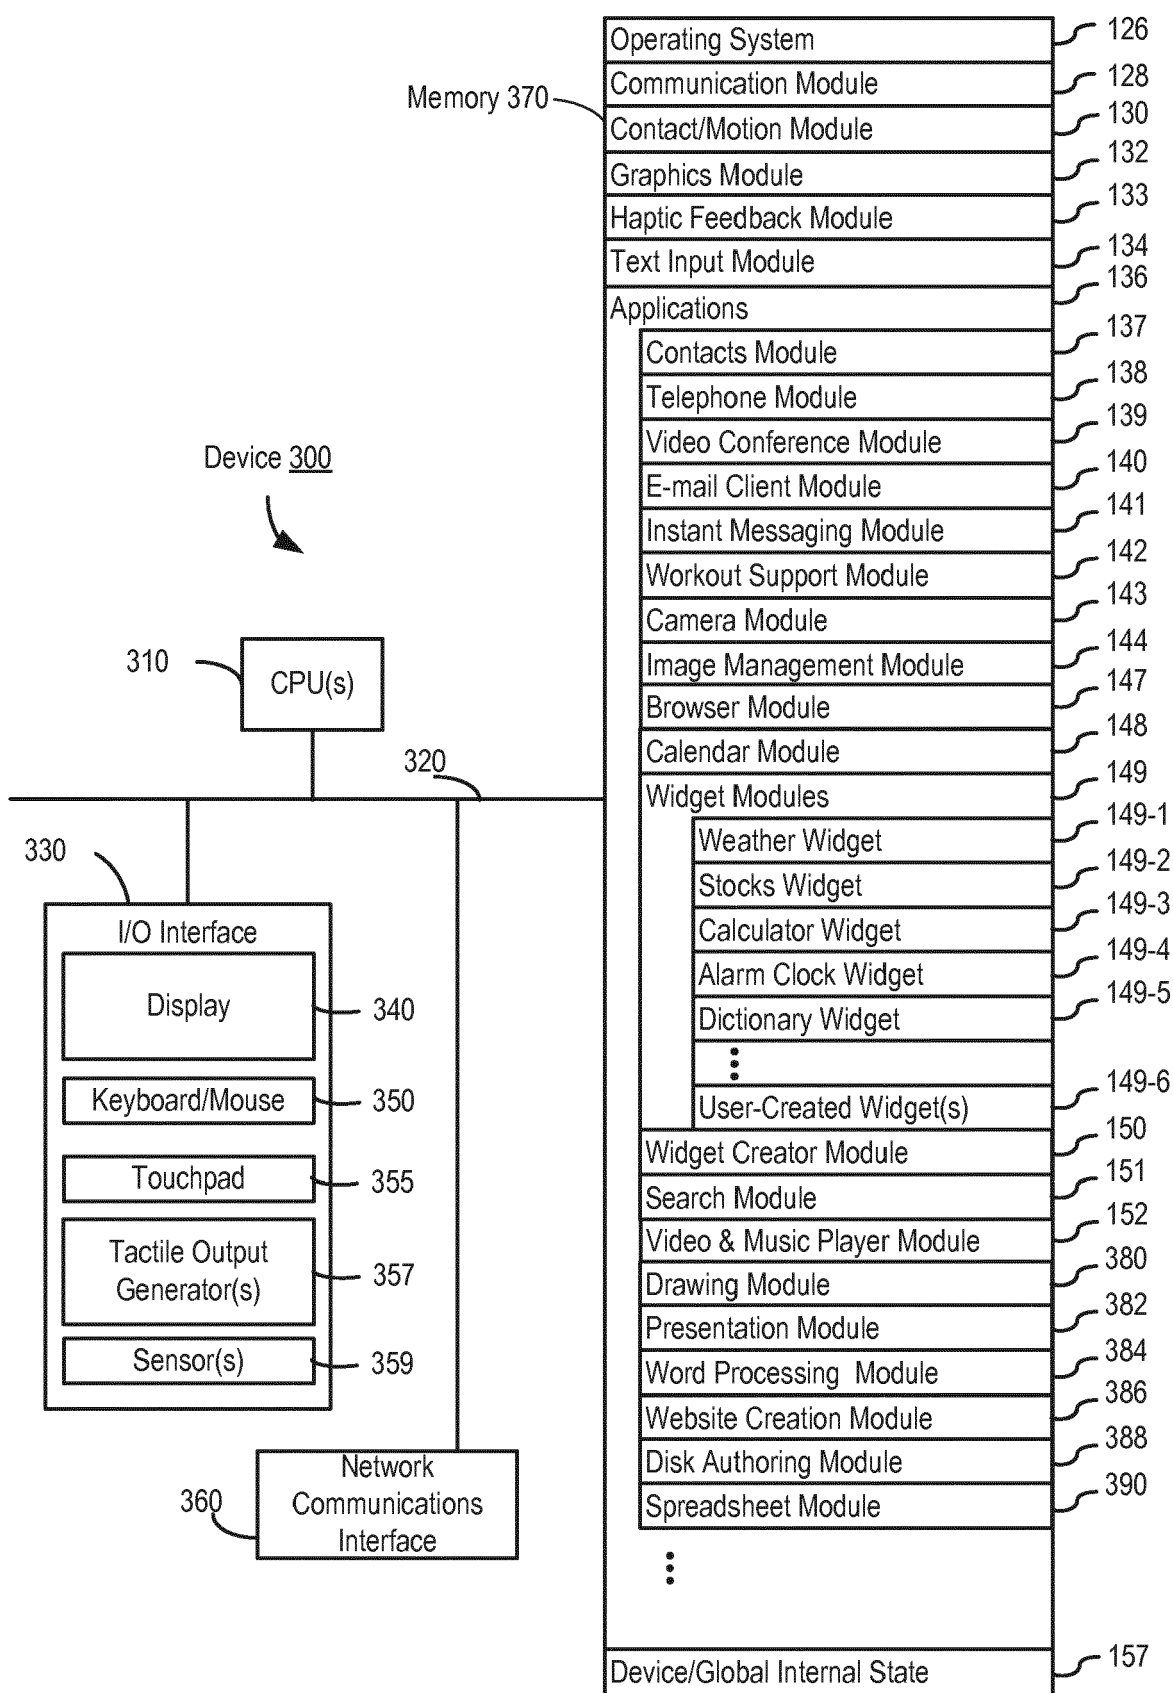 Operating System 126
Communication Module 128
Memory 370
Contact/Motion Module 130
Graphics Module 132
Haptic Feedback Module 133
Text Input Module 134
Applications 136
Contacts Module 137
Telephone Module 138
Video Conference Module 139
E-mail Client Module 140
Instant Messaging Module 141
Workout Support Module 142
Camera Module 143
Image Management Module 144
Browser Module 147
Calendar Module 148
Widget Modules 149
Weather Widget 149-1
Stocks Widget 149-2
Calculator Widget 149-3
Alarm Clock Widget 149-4
Dictionary Widget 149-5
User-Created Widget(s) 149-6
Widget Creator Module 150
Search Module 151
Video & Music Player Module 152
Drawing Module 380
Presentation Module 382
Word Processing Module 384
Website Creation Module 386
Disk Authoring Module 388
Spreadsheet Module 390
Device/Global Internal State 157
Device 300
310
CPU(s)
320
330
I/O Interface
Display 340
Keyboard/Mouse 350
Touchpad 355
Tactile Output
Generator(s) 357
Sensor(s) 359
360
Network
Communications
Interface